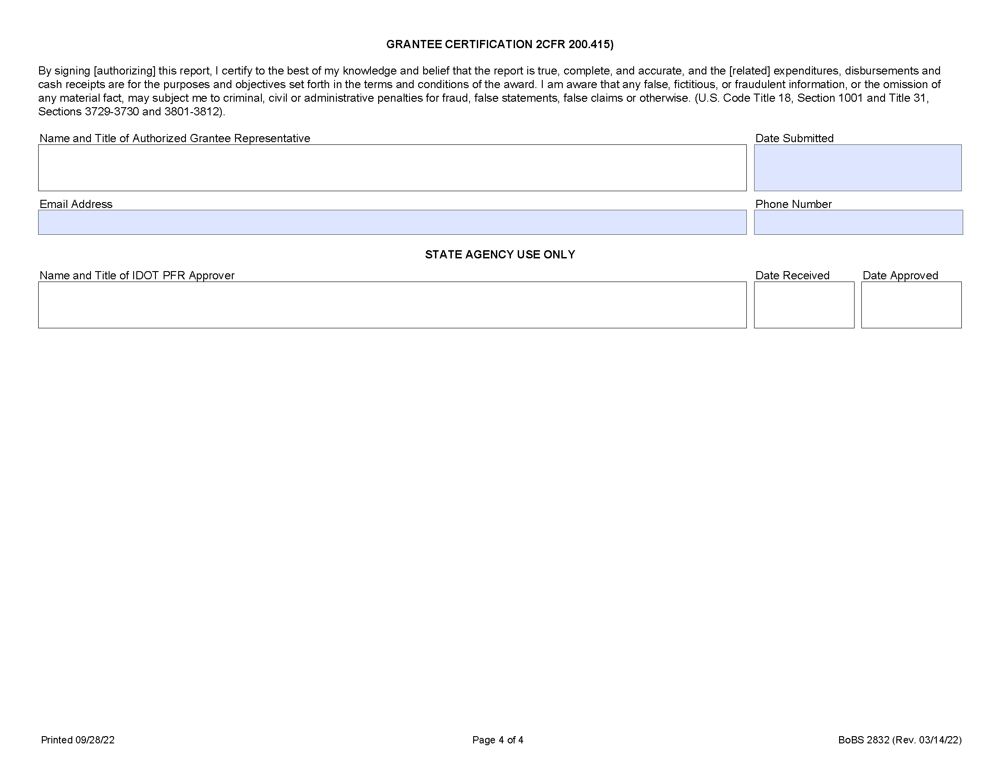 GRANTEE CERTIFICATION 2CFR 200.415)
By signing [authorizing] this report, I certify to the best of my knowledge and belief that the report is true, complete, and accurate, and the [related] expenditures, disbursements and
cash receipts are for the purposes and objectives set forth in the terms and conditions of the award. I am aware that any false, fictitious, or fraudulent information, or the omission of
any material fact, may subject me to criminal, civil or administrative penalties for fraud, false statements, false claims or otherwise. (U.S. Code Title 18, Section 1001 and Title 31,
Sections 3729-3730 and 3801-3812).
Name and Title of Authorized Grantee Representative
Date Submitted
Email Address
Phone Number
STATE AGENCY USE ONLY
Name and Title of IDOT PFR Approver
Date Received
Date Approved
Printed 09/28/22
Page 4 of 4
BoBS 2832 (Rev. 03/14/22)